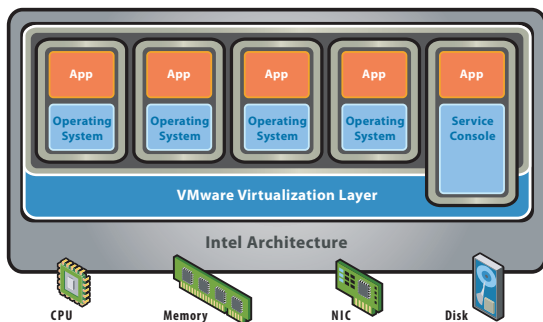 App App App App App
Operating Operating Operating Operating Service
System System System System Console
VMware Virtualization Layer
Intel Architecture
CPU Memory NIC Disk